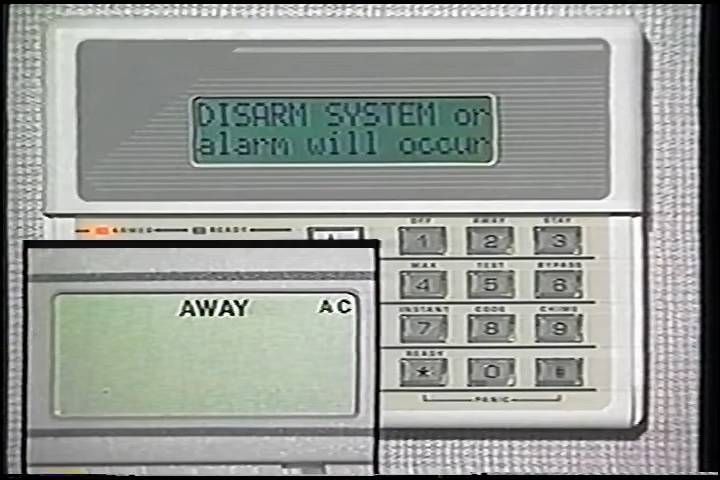 DISARM SYSTEM or
alarm will occur
ARMED READY
OFF AWAY STAY
1 2 3
MAX TEST BYPASS
4 5 6
INSTANT CODE CHIME
7 8 9
READY
* 0 #
PANIC
AWAY AC